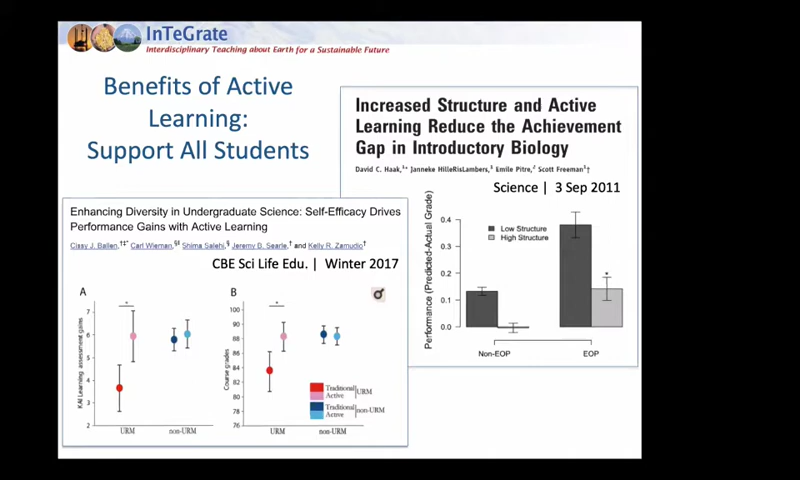 InTeGrate
Interdisciplinary Teaching about Earth for a Sustainable Future
Benefits of Active
Learning:
Support All Students
Increased Structure and Active
Learning Reduce the Achievement
Gap in Introductory Biology
David C. Haak,¹* Janneke HilleRisLambers,¹ Emile Pitre,² Scott Freeman¹†
Science | 3 Sep 2011
Performance (Predicted-Actual Grade)
0.4
0.3
0.2
0.1
0.0
Low Structure
High Structure
*
Non-EOP
EOP
Enhancing Diversity in Undergraduate Science: Self-Efficacy Drives
Performance Gains with Active Learning
Cissy J. Ballen,†‡* Carl Wieman,§‖ Shima Salehi,§ Jeremy B. Searle,† and Kelly R. Zamudio†
CBE Sci Life Edu. | Winter 2017
A
KAI Learning assessment gains
7
6
5
4
3
2
*
URM
non-URM
B
Course grades
100
90
88
86
84
82
80
78
76
*
URM
non-URM
Traditional
Active
URM
Traditional
Active
non-URM